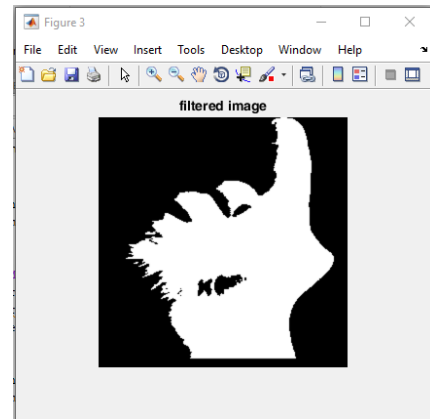 Figure 3
File Edit View Insert Tools Desktop Window Help
filtered image